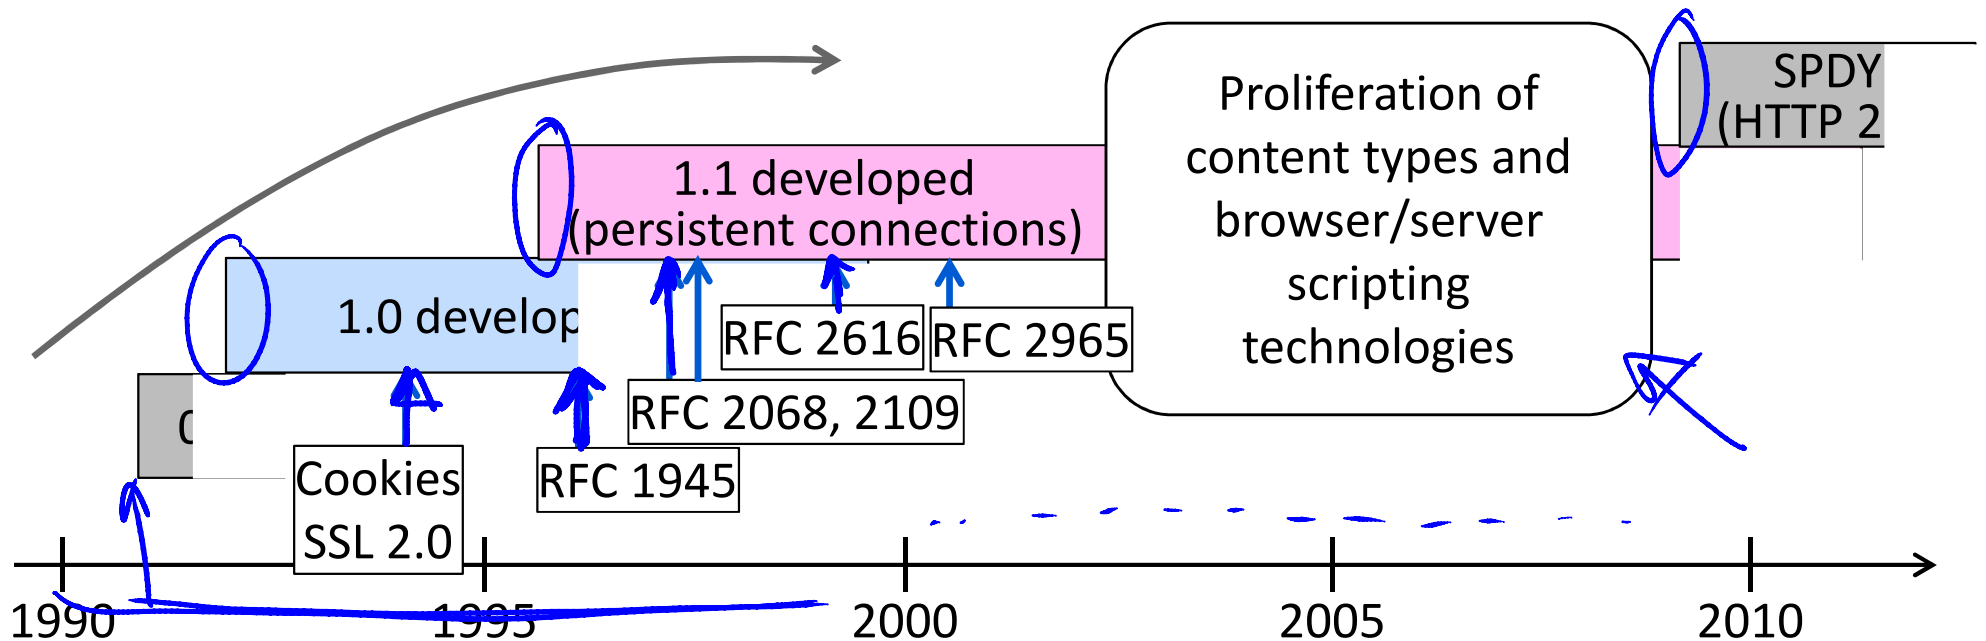 SPDY
(HTTP 2
Proliferation of
content types and
browser/server
scripting
technologies
1.1 developed
(persistent connections)
1.0 develop
RFC 2616
RFC 2965
RFC 2068, 2109
RFC 1945
Cookies
SSL 2.0
1990
1995
2000
2005
2010